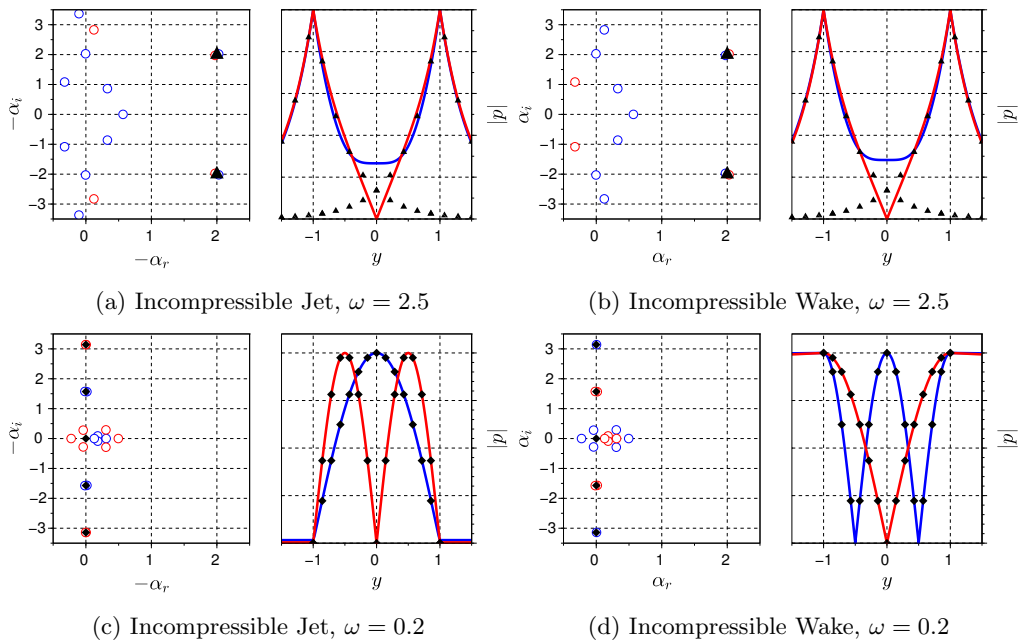 3 2 1 0 −1 −2 −3
−α_i
0 1 2
−α_r
−1 0 1
y
|p|
3 2 1 0 −1 −2 −3
α_i
0 1 2
α_r
−1 0 1
y
|p|
(a) Incompressible Jet, ω = 2.5
(b) Incompressible Wake, ω = 2.5
3 2 1 0 −1 −2 −3
−α_i
0 1 2
−α_r
−1 0 1
y
|p|
3 2 1 0 −1 −2 −3
α_i
0 1 2
α_r
−1 0 1
y
|p|
(c) Incompressible Jet, ω = 0.2
(d) Incompressible Wake, ω = 0.2